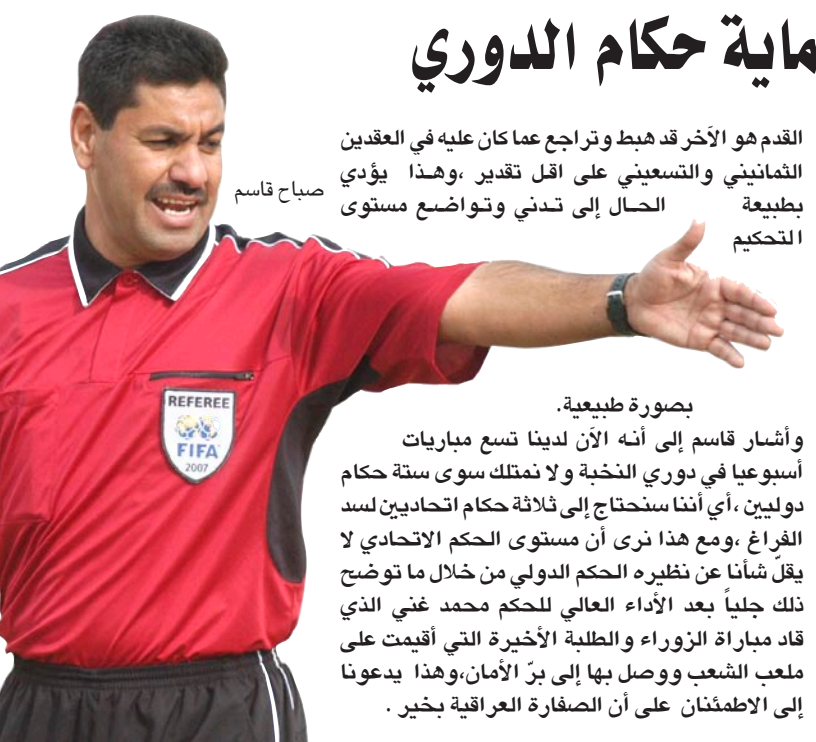 ماية حكام الدوري
القدم هو الآخر قد هبط وتراجع عما كان عليه في العقدين
الثمانيني والتسعيني على اقل تقدير ،وهذا يؤدي
بطبيعة الحال إلى تدني وتواضع مستوى
التحكيم
صباح قاسم
REFEREE
FIFA
2007
بصورة طبيعية.
وأشار قاسم إلى أنه الآن لدينا تسع مباريات
أسبوعيا في دوري النخبة ولا نمتلك سوى ستة حكام
دوليين ،أي أننا سنحتاج إلى ثلاثة حكام اتحاديين لسد
الفراغ ،ومع هذا نرى أن مستوى الحكم الاتحادي لا
يقلّ شأنا عن نظيره الحكم الدولي من خلال ما توضح
ذلك جلياً بعد الأداء العالي للحكم محمد غني الذي
قاد مباراة الزوراء والطلبة الأخيرة التي أقيمت على
ملعب الشعب ووصل بها إلى برّ الأمان،وهذا يدعونا
إلى الاطمئنان على أن الصفارة العراقية بخير .